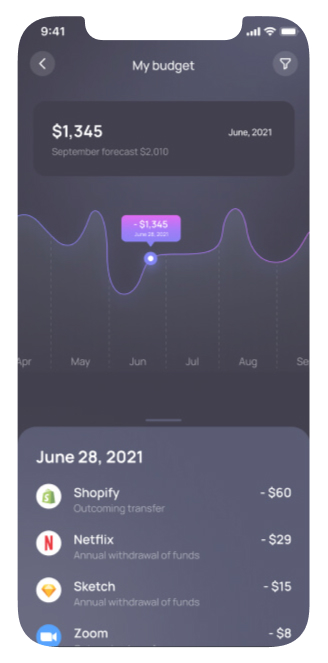 9:41
My budget
$1,345
June, 2021
September forecast $2,010
- $1,345
June 28, 2021
Apr May Jun Jul Aug Se
June 28, 2021
Shopify - $60
Outcoming transfer
Netflix - $29
Annual withdrawal of funds
Sketch - $15
Annual withdrawal of funds
Zoom - $8